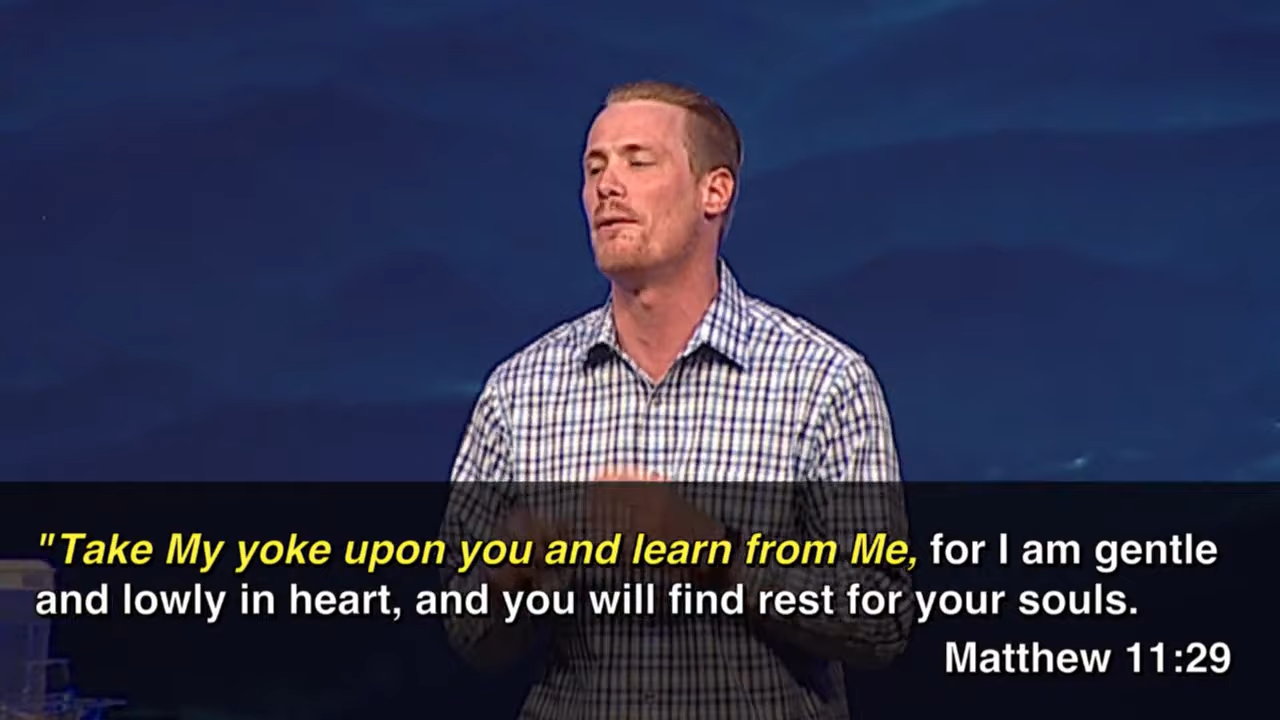 "Take My yoke upon you and learn from Me, for I am gentle
and lowly in heart, and you will find rest for your souls.
Matthew 11:29